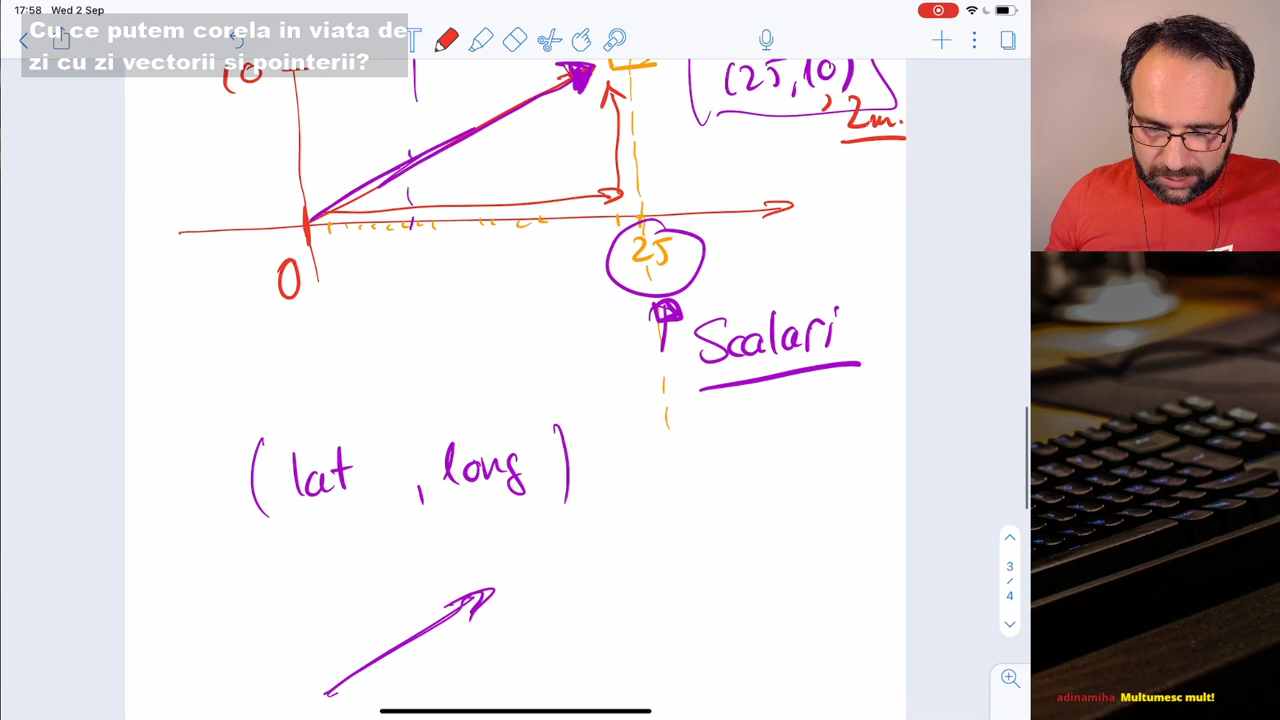 17:58 Wed 2 Sep
Cu ce putem corela in viata de
zi cu zi vectorii si pointerii?
T
10
(25,10)
, 2m.
25
0
Scalari
(lat , long)
3
/
4
adinamiha Multumesc mult!